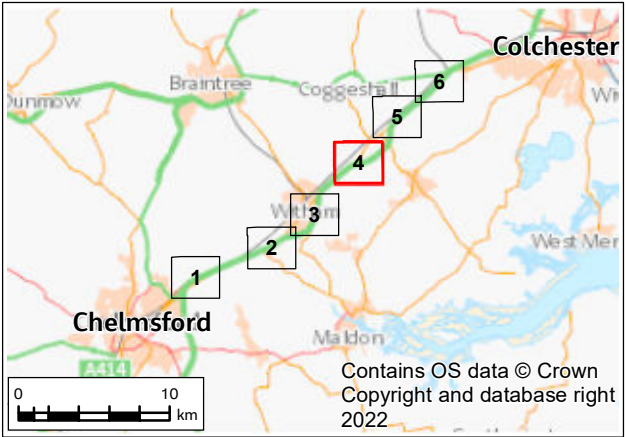 Colchester
Braintree
Coggeshall
Dunmow
6
5
4
Witham
3
2
West Mer
1
Chelmsford
Maldon
A414
Contains OS data © Crown
Copyright and database right
2022
0 10
km